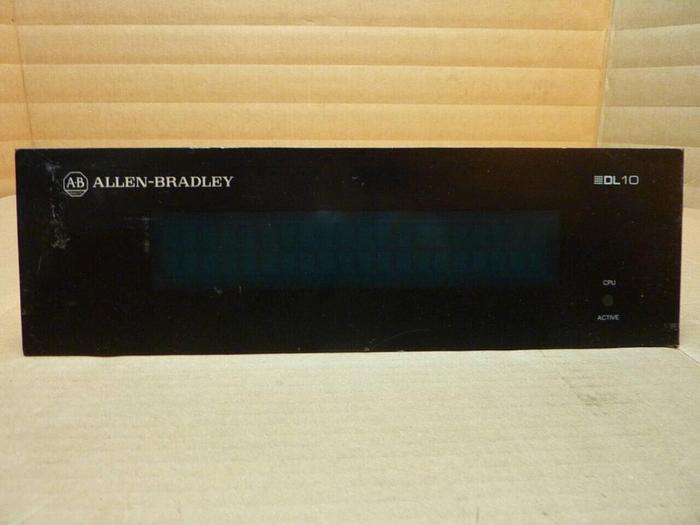 AB ALLEN-BRADLEY
DL10
CPU
ACTIVE